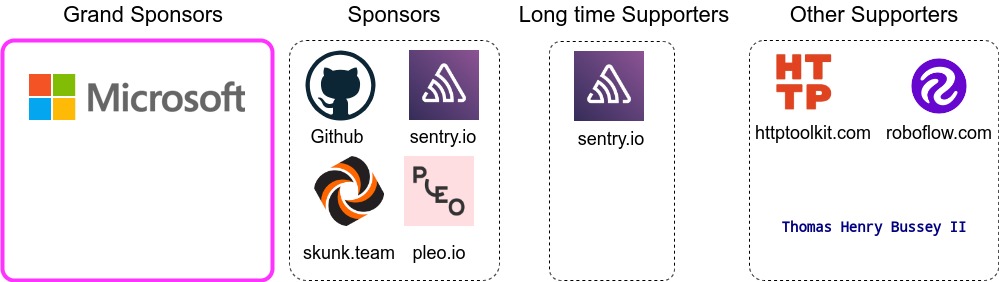 Grand Sponsors
Microsoft
Sponsors
Github
sentry.io
PLEO
skunk.team
pleo.io
Long time Supporters
sentry.io
Other Supporters
HT
TP
httptoolkit.com
roboflow.com
Thomas Henry Bussey II